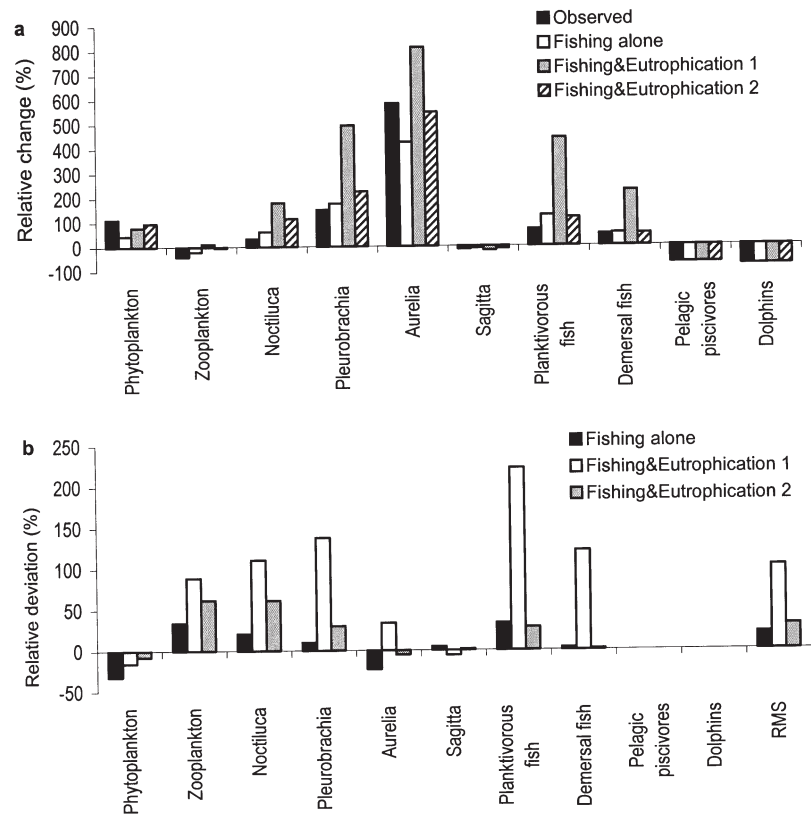 a
Relative change (%)
900
800
700
600
500
400
300
200
100
0
-100
Observed
Fishing alone
Fishing&Eutrophication 1
Fishing&Eutrophication 2
Phytoplankton
Zooplankton
Noctiluca
Pleurobrachia
Aurelia
Sagitta
Planktivorous
fish
Demersal fish
Pelagic
piscivores
Dolphins
b
Relative deviation (%)
250
200
150
100
50
0
-50
Fishing alone
Fishing&Eutrophication 1
Fishing&Eutrophication 2
Phytoplankton
Zooplankton
Noctiluca
Pleurobrachia
Aurelia
Sagitta
Planktivorous
fish
Demersal fish
Pelagic
piscivores
Dolphins
RMS